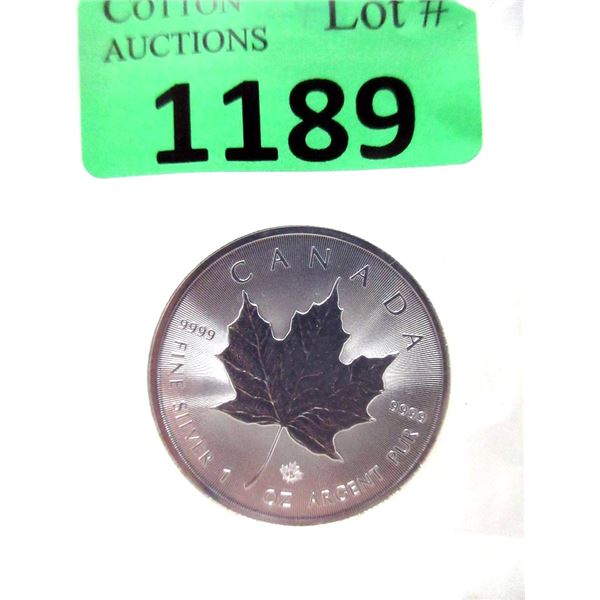 COTTON
AUCTIONS
Lot #
1189
CANADA
9999
FINE SILVER 1 OZ ARGENT PUR
9999